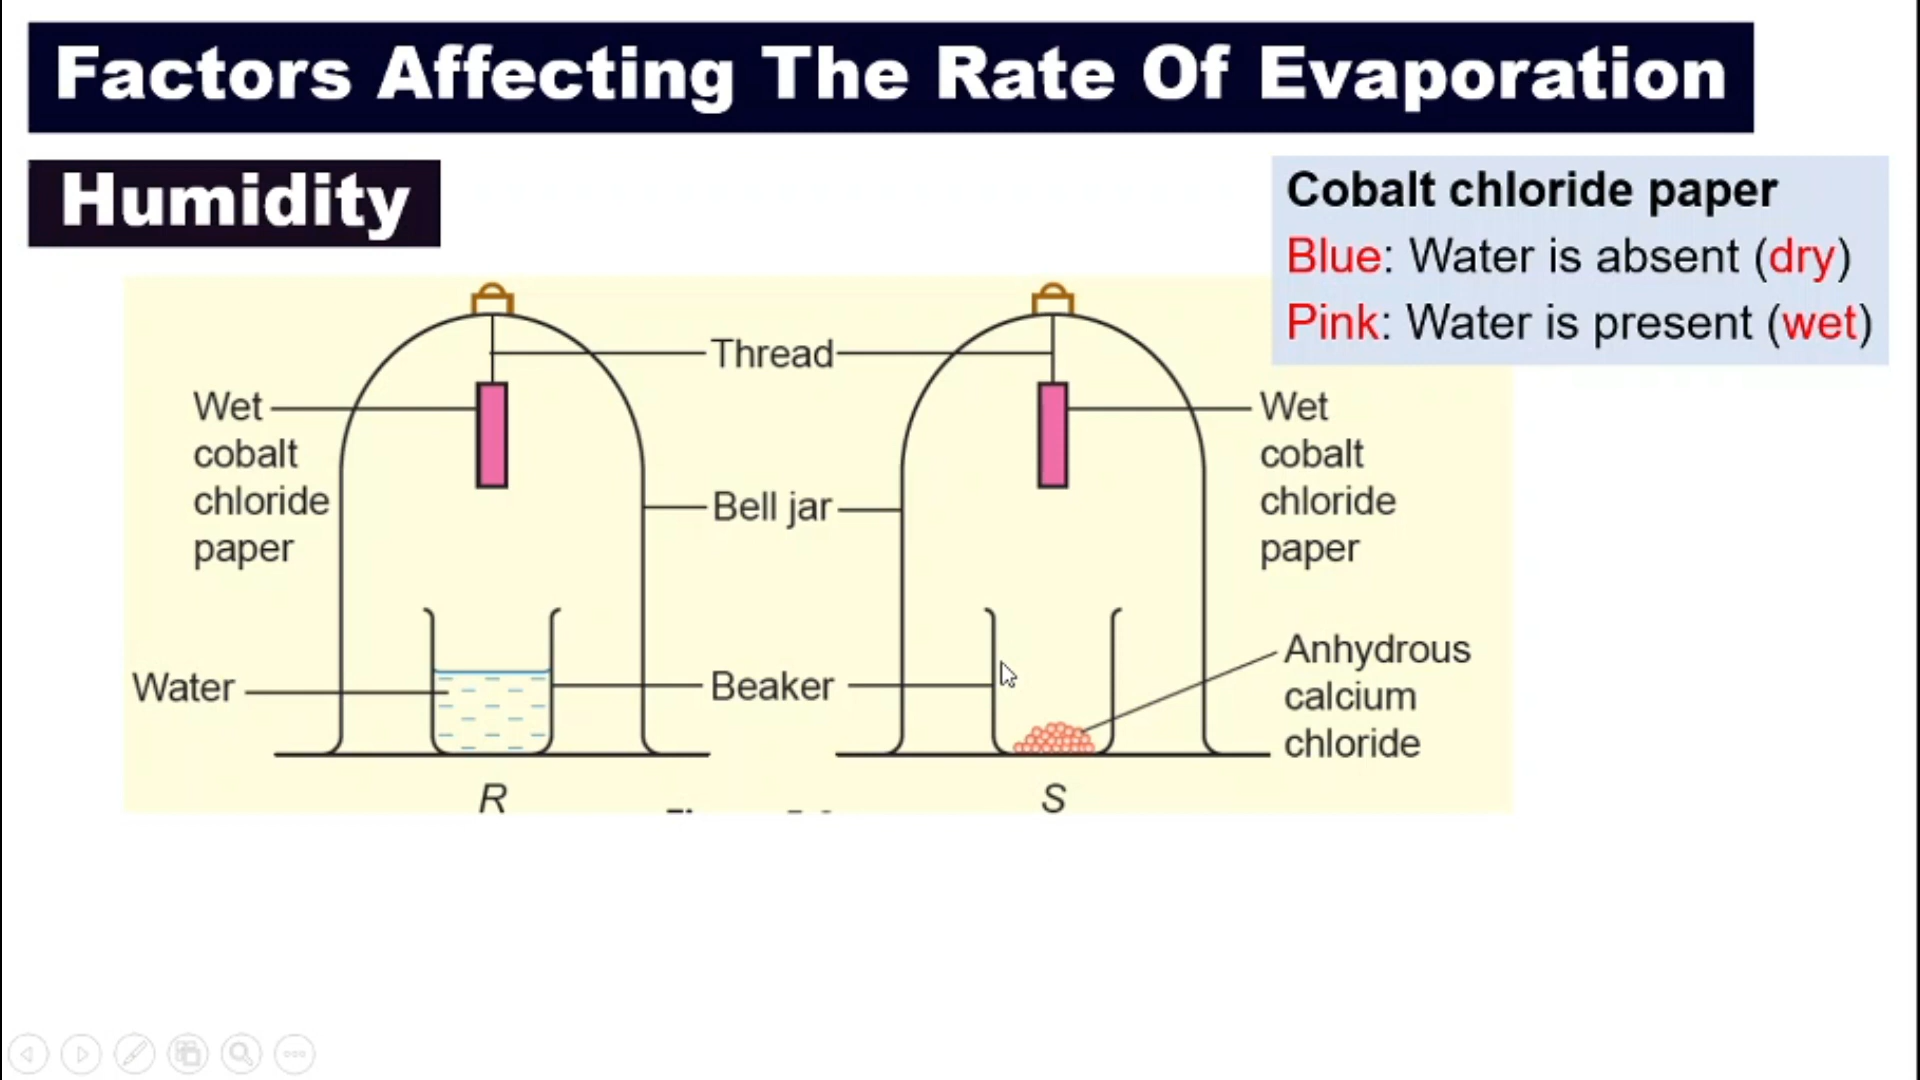 Factors Affecting The Rate Of Evaporation
Humidity
Cobalt chloride paper
Blue: Water is absent (dry)
Pink: Water is present (wet)
Thread
Wet
cobalt
chloride
paper
Bell jar
Wet
cobalt
chloride
paper
Water
Beaker
Anhydrous
calcium
chloride
R
S